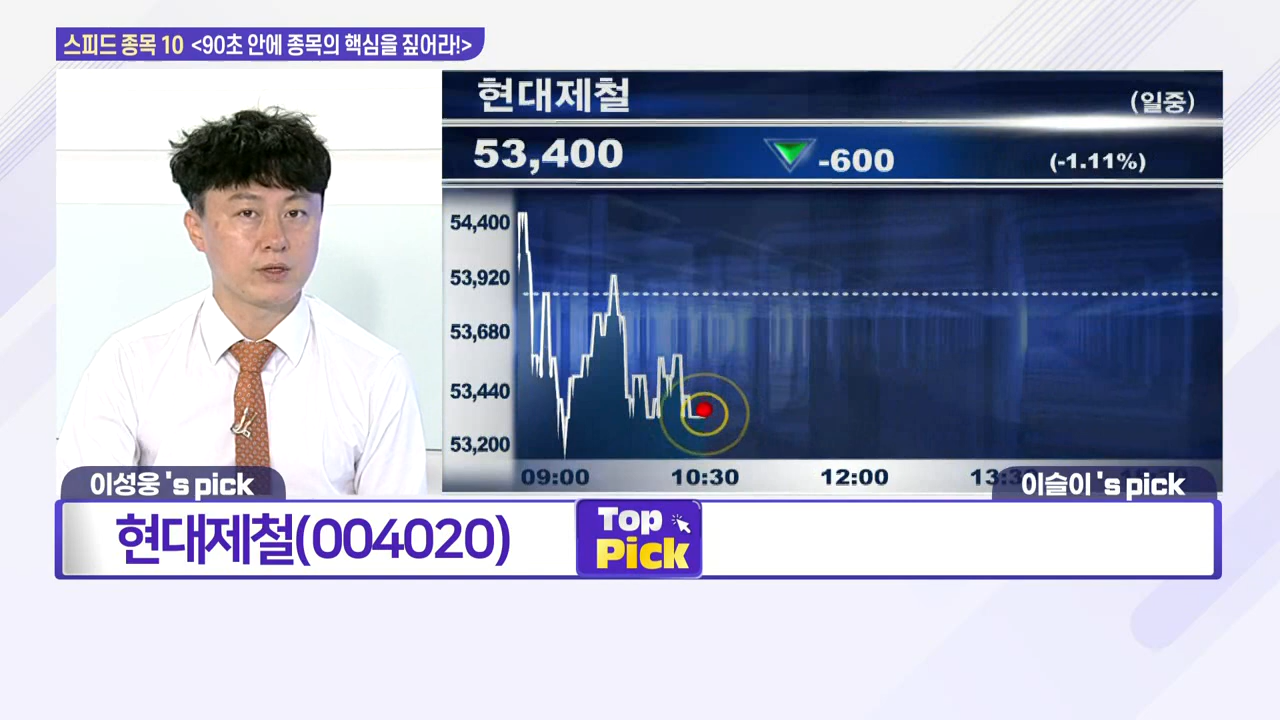 스피드 종목 10 <90초 안에 종목의 핵심을 짚어라!>
현대제철
(일중)
53,400
-600
(-1.11%)
54,400
53,920
53,680
53,440
53,200
09:00
10:30
12:00
이성웅 's pick
이슬이 's pick
현대제철(004020)
Top
Pick